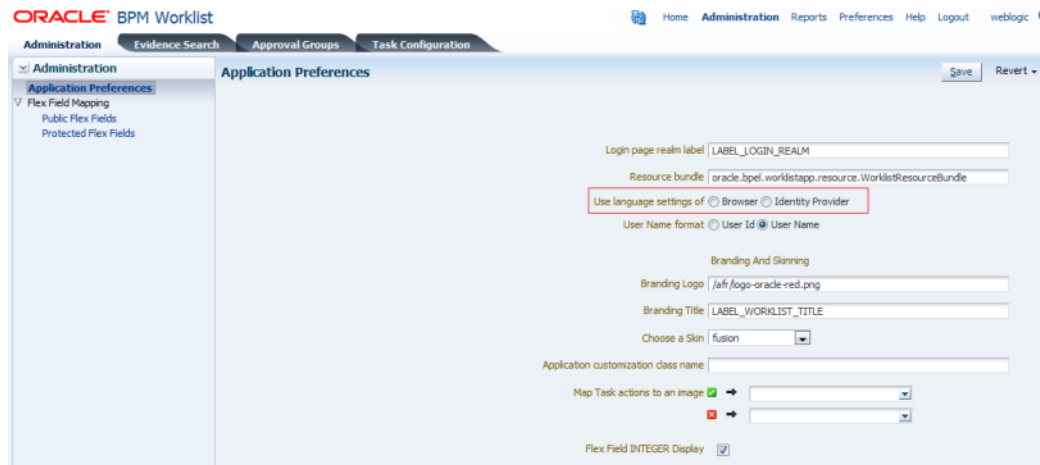 ORACLE BPM Worklist
Home Administration Reports Preferences Help Logout weblogic
Administration Evidence Search Approval Groups Task Configuration
Administration
Application Preferences
Flex Field Mapping
Public Flex Fields
Protected Flex Fields
Application Preferences
Save Revert
Login page realm label LABEL_LOGIN_REALM
Resource bundle oracle.bpel.worklistapp.resource.WorklistResourceBundle
Use language settings of Browser Identity Provider
User Name format User Id User Name
Branding And Skinning
Branding Logo /afr/logo-oracle-red.png
Branding Title LABEL_WORKLIST_TITLE
Choose a Skin fusion
Application customization class name
Map Task actions to an image
Flex Field INTEGER Display